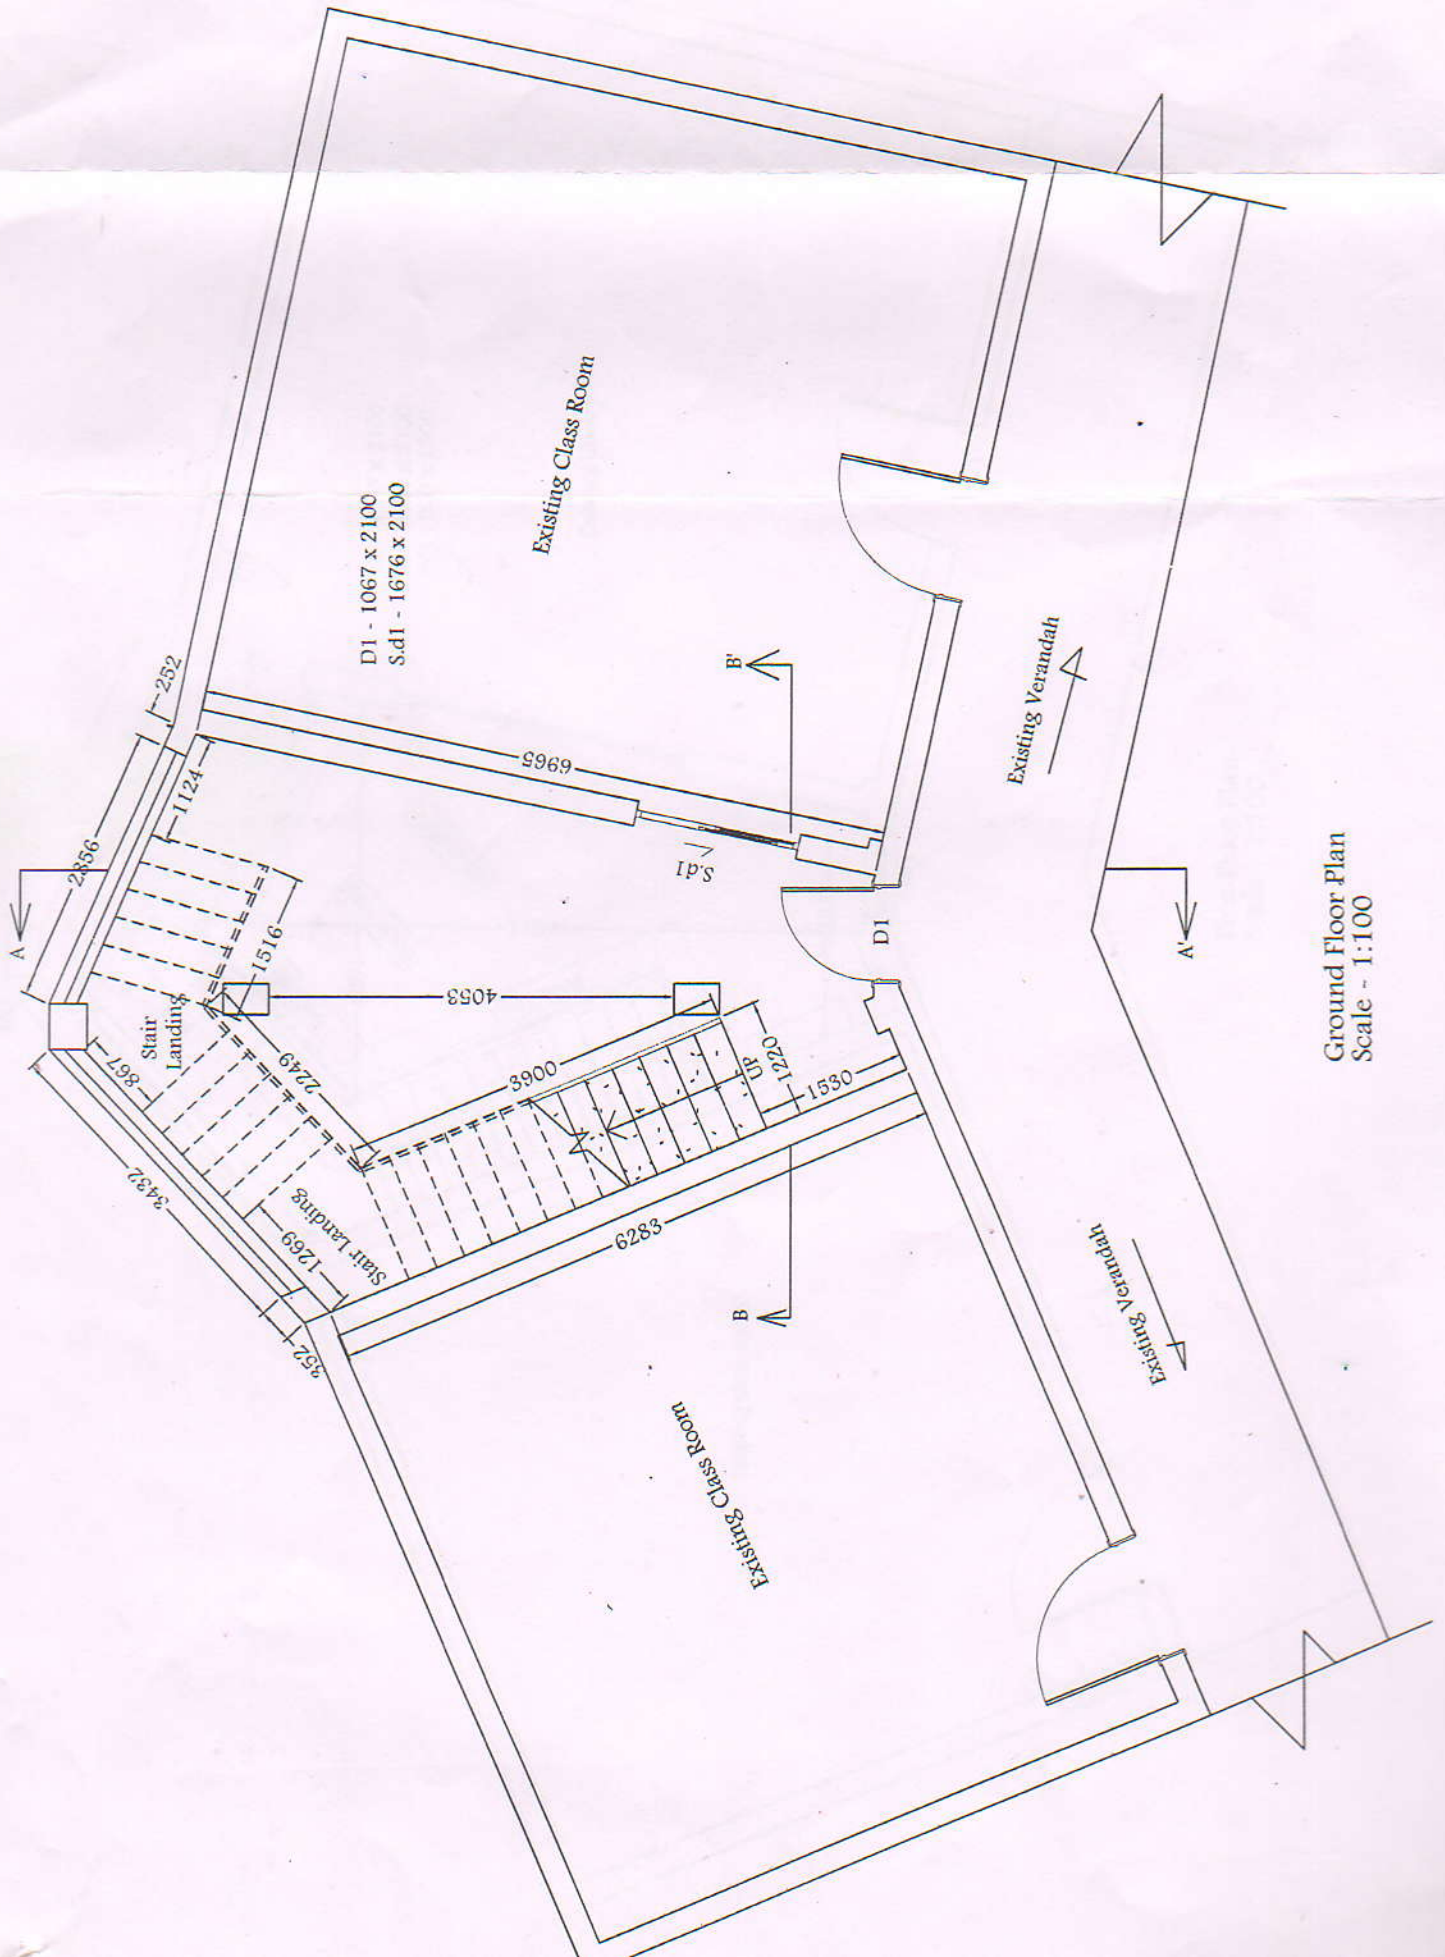 A
2856
252
1124
1516
Stair
Landing
867
3432
2249
4053
3900
1269
Stair Landing
352
6283
UP
1220
1530
6965
S.d1
D1
D1 - 1067 x 2100
S.d1 - 1676 x 2100
Existing Class Room
B'
B
Existing Class Room
Existing Verandah
Existing Verandah
A'
Ground Floor Plan
Scale - 1:100